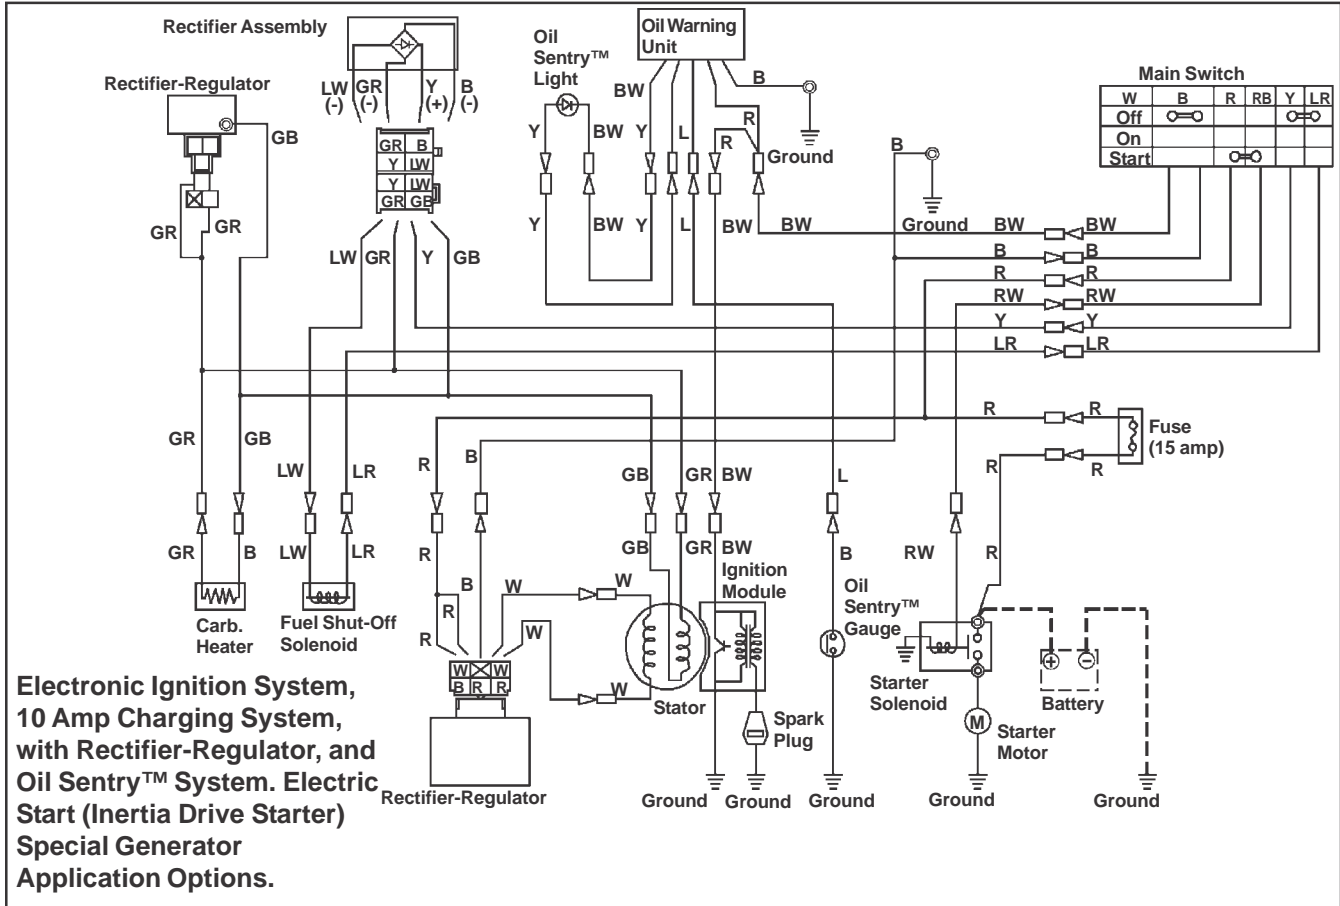 Rectifier Assembly
Rectifier-Regulator
LW GR Y B
(-) (-) (+) (-)
GB
GR B
Y LW
Y LW
GR GB
GR GR
LW GR Y GB
Oil
Sentry™
Light
Oil Warning
Unit
BW
B
R
Y BW Y L R
Ground
Y BW Y L BW BW
B
Ground
Main Switch
W B R RB Y LR
Off
On
Start
BW BW
B B
R R
RW RW
Y Y
LR LR
R R
Fuse
(15 amp)
R R
GR GB LW LR R B GB GR BW L
GR B LW LR R B GB GR BW B RW R
Carb.
Heater
Fuel Shut-Off
Solenoid
R
R
W W
W W
W W
B R R
Rectifier-Regulator
Stator
Ignition
Module
Spark
Plug
Oil
Sentry™
Gauge
Starter
Solenoid
M
Starter
Motor
+ −
Battery
Ground Ground Ground Ground Ground
Electronic Ignition System,
10 Amp Charging System,
with Rectifier-Regulator, and
Oil Sentry™ System. Electric
Start (Inertia Drive Starter)
Special Generator
Application Options.